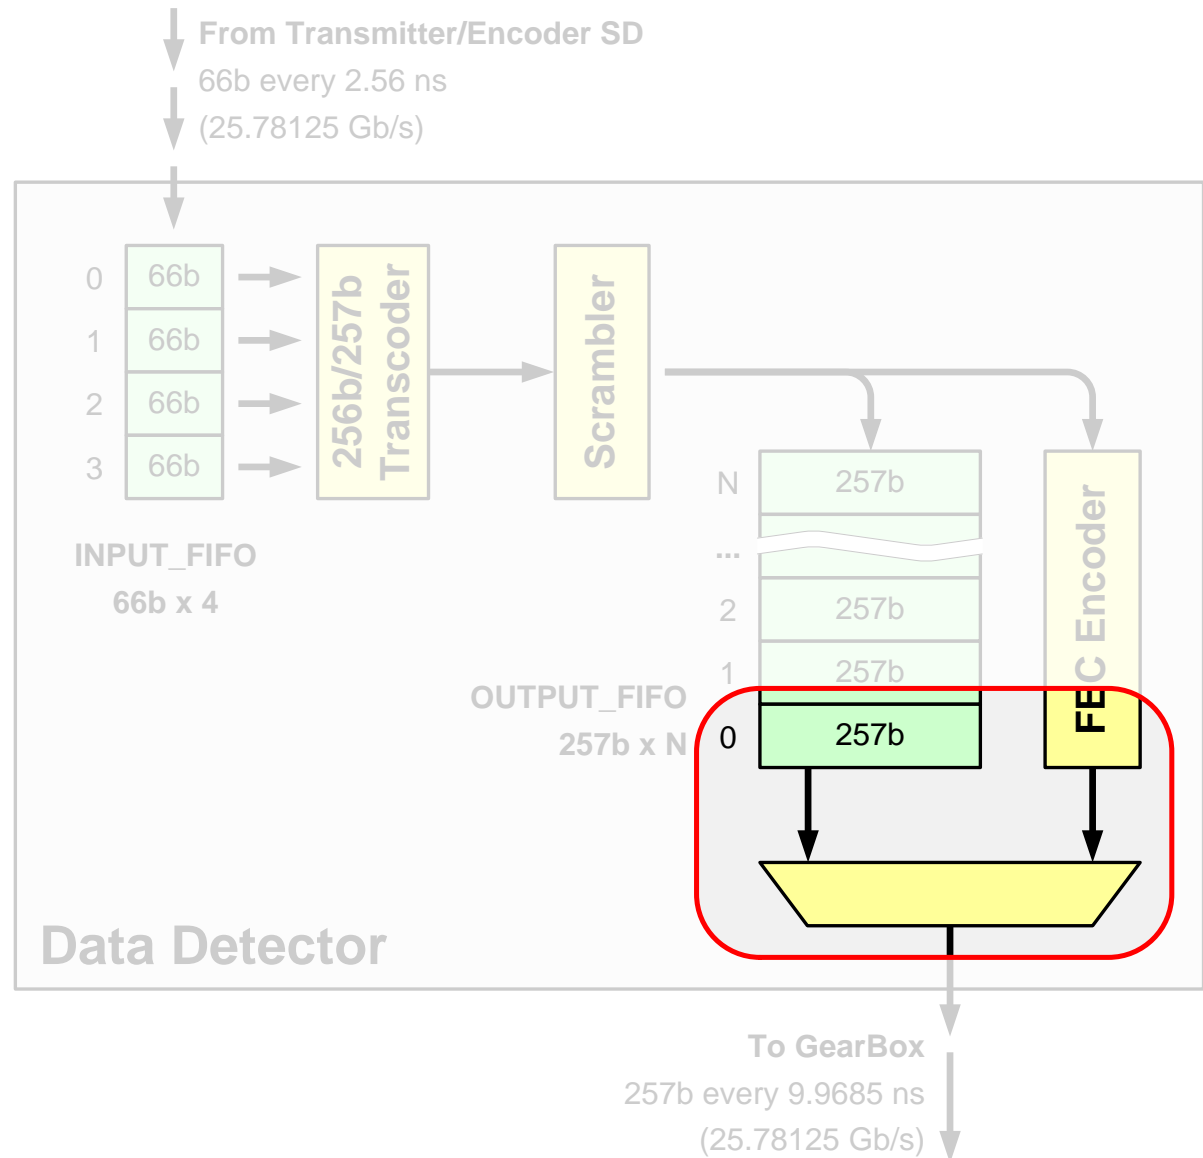 From Transmitter/Encoder SD
66b every 2.56 ns
(25.78125 Gb/s)
0 66b
1 66b
2 66b
3 66b
256b/257b
Transcoder
Scrambler
INPUT_FIFO
66b x 4
N 257b
...
2 257b
1 257b
0 257b
FEC Encoder
OUTPUT_FIFO
257b x N
Data Detector
To GearBox
257b every 9.9685 ns
(25.78125 Gb/s)